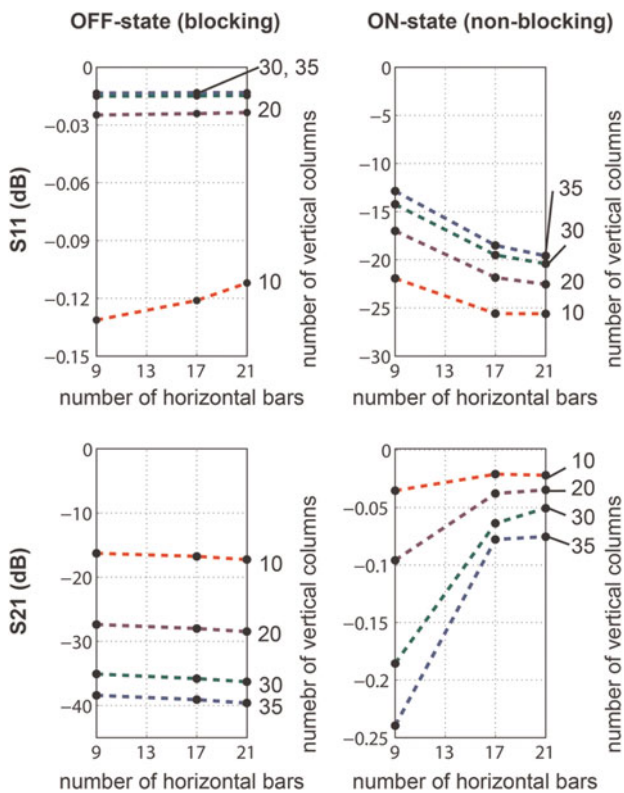 OFF-state (blocking)
ON-state (non-blocking)
S11 (dB)
0
−0.03
−0.06
−0.09
−0.12
−0.15
30, 35
20
10
number of vertical columns
9 13 17 21
number of horizontal bars
0
−5
−10
−15
−20
−25
−30
35
30
20
10
number of vertical columns
9 13 17 21
number of horizontal bars
S21 (dB)
0
−10
−20
−30
−40
10
20
30
35
numebr of vertical columns
9 13 17 21
number of horizontal bars
0
−0.05
−0.1
−0.15
−0.2
−0.25
10
20
30
35
number of vertical columns
9 13 17 21
number of horizontal bars